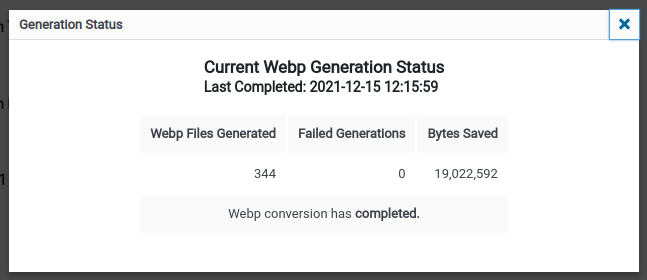 Generation Status
Current Webp Generation Status
Last Completed: 2021-12-15 12:15:59
Webp Files Generated Failed Generations Bytes Saved
344 0 19,022,592
Webp conversion has completed.